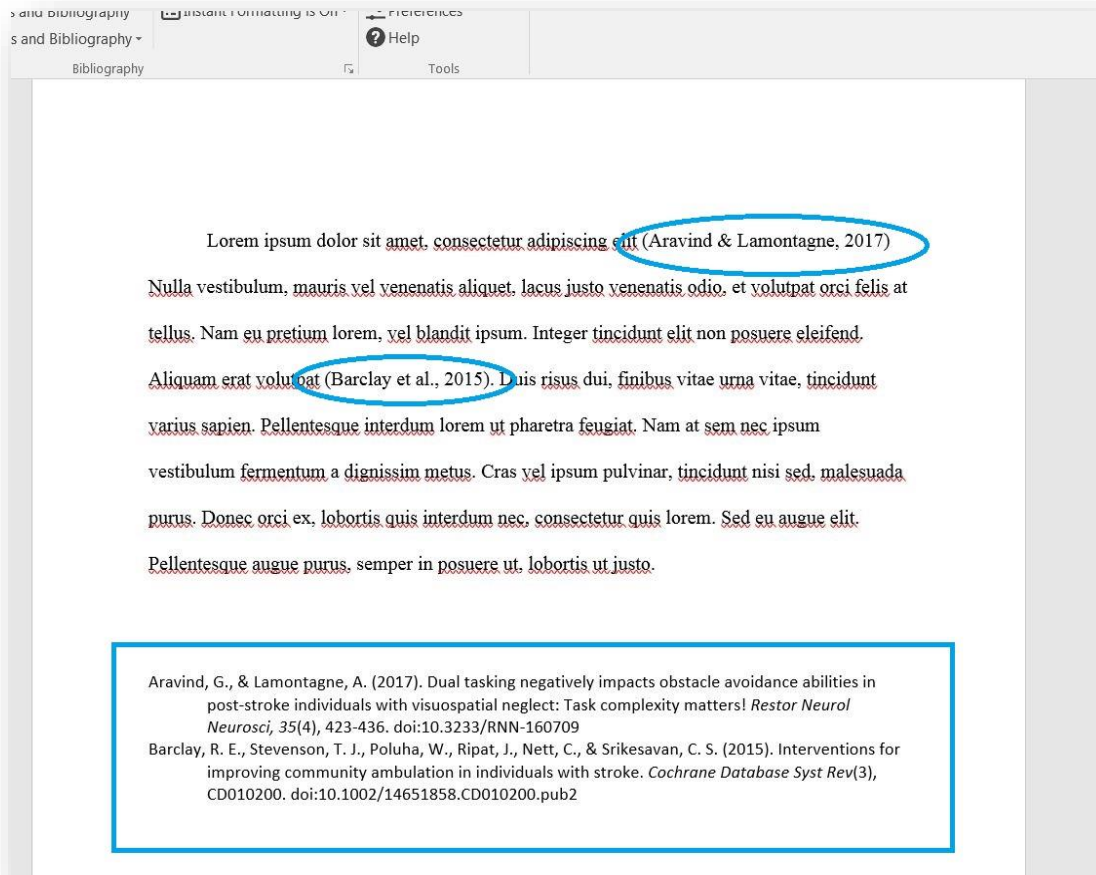 s and Bibliography Instant Formatting is On Preferences
s and Bibliography Help
Bibliography Tools
Lorem ipsum dolor sit amet, consectetur adipiscing elit (Aravind & Lamontagne, 2017)
Nulla vestibulum, mauris vel venenatis aliquet, lacus justo venenatis odio, et volutpat orci felis at
tellus. Nam eu pretium lorem, vel blandit ipsum. Integer tincidunt elit non posuere eleifend.
Aliquam erat volutpat (Barclay et al., 2015). Duis risus dui, finibus vitae urna vitae, tincidunt
varius sapien. Pellentesque interdum lorem ut pharetra feugiat. Nam at sem nec ipsum
vestibulum fermentum a dignissim metus. Cras vel ipsum pulvinar, tincidunt nisi sed, malesuada
purus. Donec orci ex, lobortis quis interdum nec, consectetur quis lorem. Sed eu augue elit.
Pellentesque augue purus, semper in posuere ut, lobortis ut justo.
Aravind, G., & Lamontagne, A. (2017). Dual tasking negatively impacts obstacle avoidance abilities in
post-stroke individuals with visuospatial neglect: Task complexity matters! Restor Neurol
Neurosci, 35(4), 423-436. doi:10.3233/RNN-160709
Barclay, R. E., Stevenson, T. J., Poluha, W., Ripat, J., Nett, C., & Srikesavan, C. S. (2015). Interventions for
improving community ambulation in individuals with stroke. Cochrane Database Syst Rev(3),
CD010200. doi:10.1002/14651858.CD010200.pub2